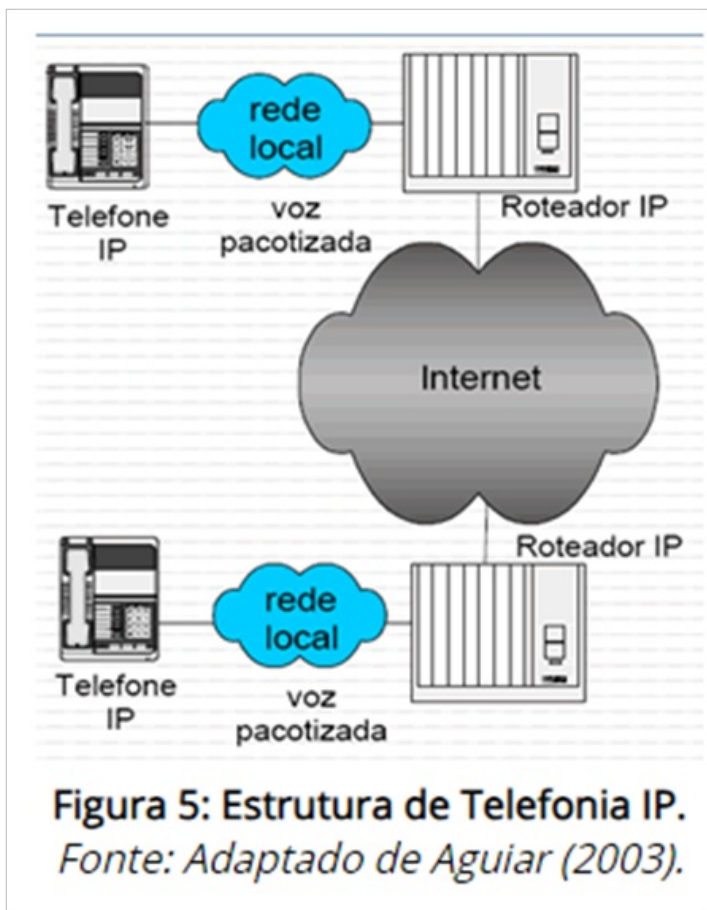 rede
local
Telefone
IP
voz
pacotizada
Roteador IP
Internet
Roteador IP
rede
local
Telefone
IP
voz
pacotizada
Figura 5: Estrutura de Telefonia IP.
Fonte: Adaptado de Aguiar (2003).